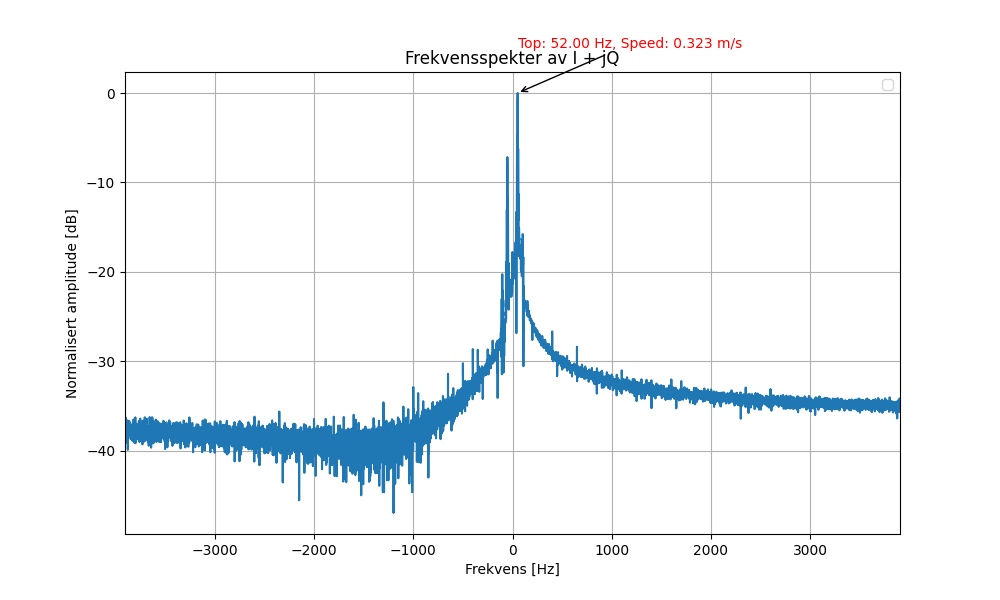 Top: 52.00 Hz, Speed: 0.323 m/s
Frekvensspekter av I + jQ
0
−10
−20
−30
−40
Normalisert amplitude [dB]
−3000 −2000 −1000 0 1000 2000 3000
Frekvens [Hz]